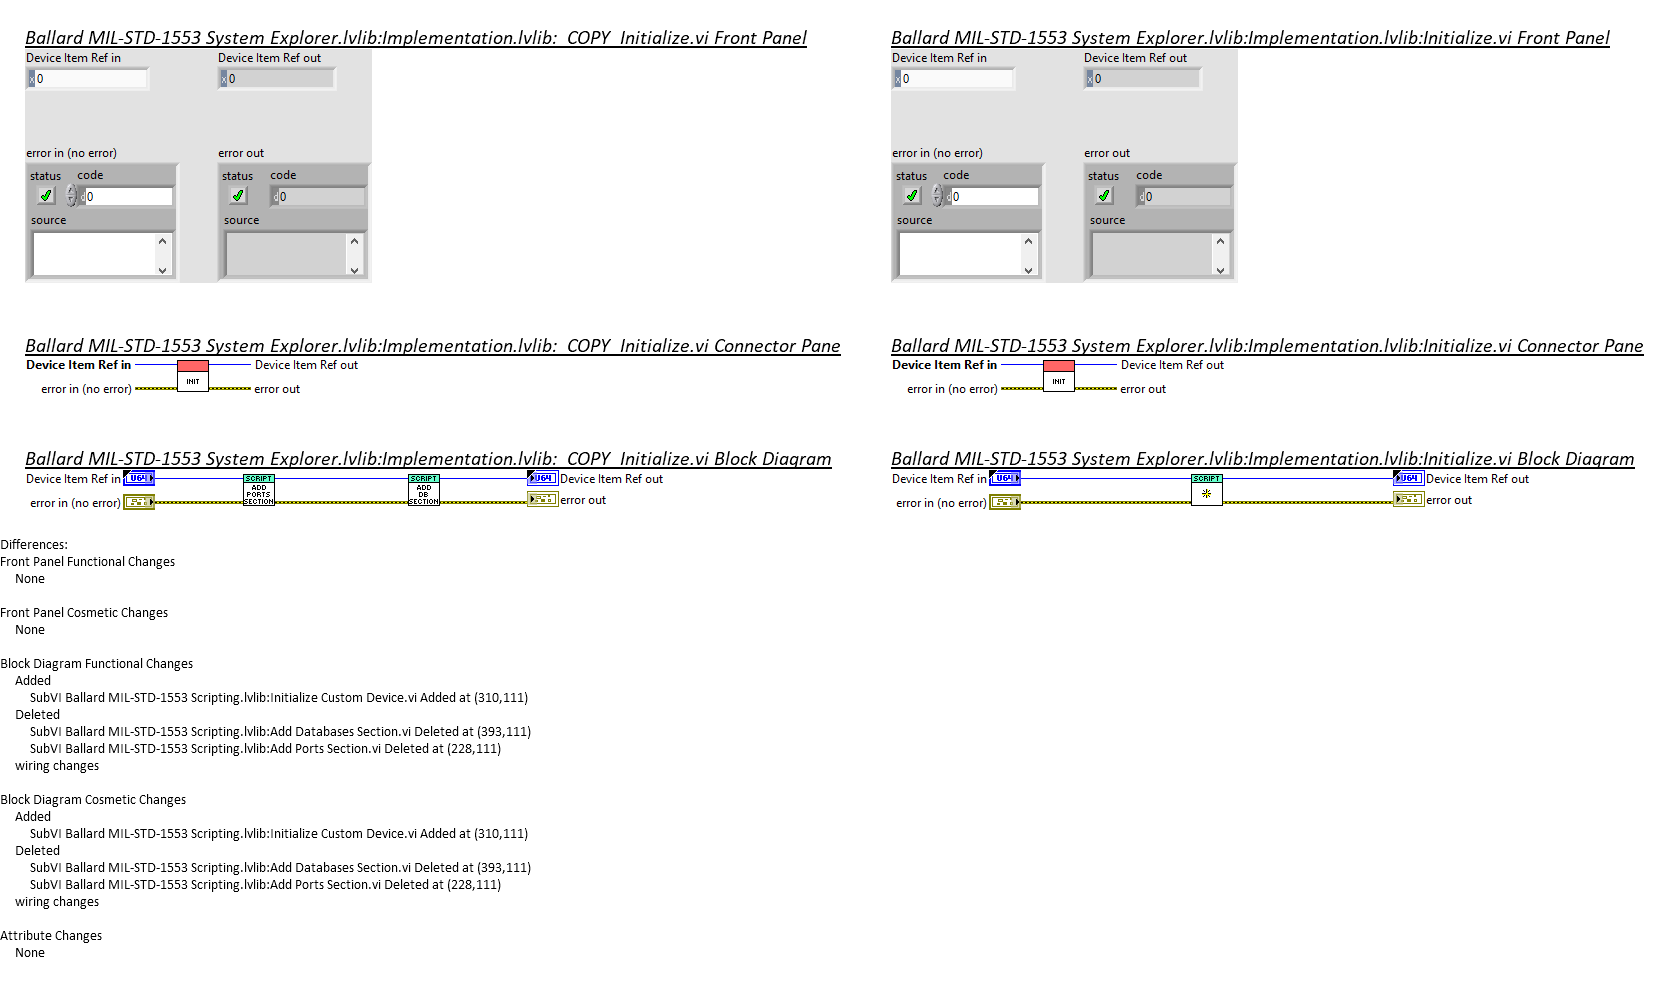 Ballard MIL-STD-1553 System Explorer.lvlib:Implementation.lvlib:_COPY_Initialize.vi Front Panel
Device Item Ref in
Device Item Ref out
x 0
x 0
error in (no error)
error out
status
code
status
code
d 0
d 0
source
source
Ballard MIL-STD-1553 System Explorer.lvlib:Implementation.lvlib:Initialize.vi Front Panel
Device Item Ref in
Device Item Ref out
x 0
x 0
error in (no error)
error out
status
code
status
code
d 0
d 0
source
source
Ballard MIL-STD-1553 System Explorer.lvlib:Implementation.lvlib:_COPY_Initialize.vi Connector Pane
Device Item Ref in
Device Item Ref out
INIT
error in (no error)
error out
Ballard MIL-STD-1553 System Explorer.lvlib:Implementation.lvlib:Initialize.vi Connector Pane
Device Item Ref in
Device Item Ref out
INIT
error in (no error)
error out
Ballard MIL-STD-1553 System Explorer.lvlib:Implementation.lvlib:_COPY_Initialize.vi Block Diagram
Device Item Ref in
U64
SCRIPT
ADD
PORTS
SECTION
SCRIPT
ADD
DB
SECTION
U64
Device Item Ref out
error in (no error)
error out
Ballard MIL-STD-1553 System Explorer.lvlib:Implementation.lvlib:Initialize.vi Block Diagram
Device Item Ref in
U64
SCRIPT
U64
Device Item Ref out
error in (no error)
error out
Differences:
Front Panel Functional Changes
None
Front Panel Cosmetic Changes
None
Block Diagram Functional Changes
Added
SubVI Ballard MIL-STD-1553 Scripting.lvlib:Initialize Custom Device.vi Added at (310,111)
Deleted
SubVI Ballard MIL-STD-1553 Scripting.lvlib:Add Databases Section.vi Deleted at (393,111)
SubVI Ballard MIL-STD-1553 Scripting.lvlib:Add Ports Section.vi Deleted at (228,111)
wiring changes
Block Diagram Cosmetic Changes
Added
SubVI Ballard MIL-STD-1553 Scripting.lvlib:Initialize Custom Device.vi Added at (310,111)
Deleted
SubVI Ballard MIL-STD-1553 Scripting.lvlib:Add Databases Section.vi Deleted at (393,111)
SubVI Ballard MIL-STD-1553 Scripting.lvlib:Add Ports Section.vi Deleted at (228,111)
wiring changes
Attribute Changes
None